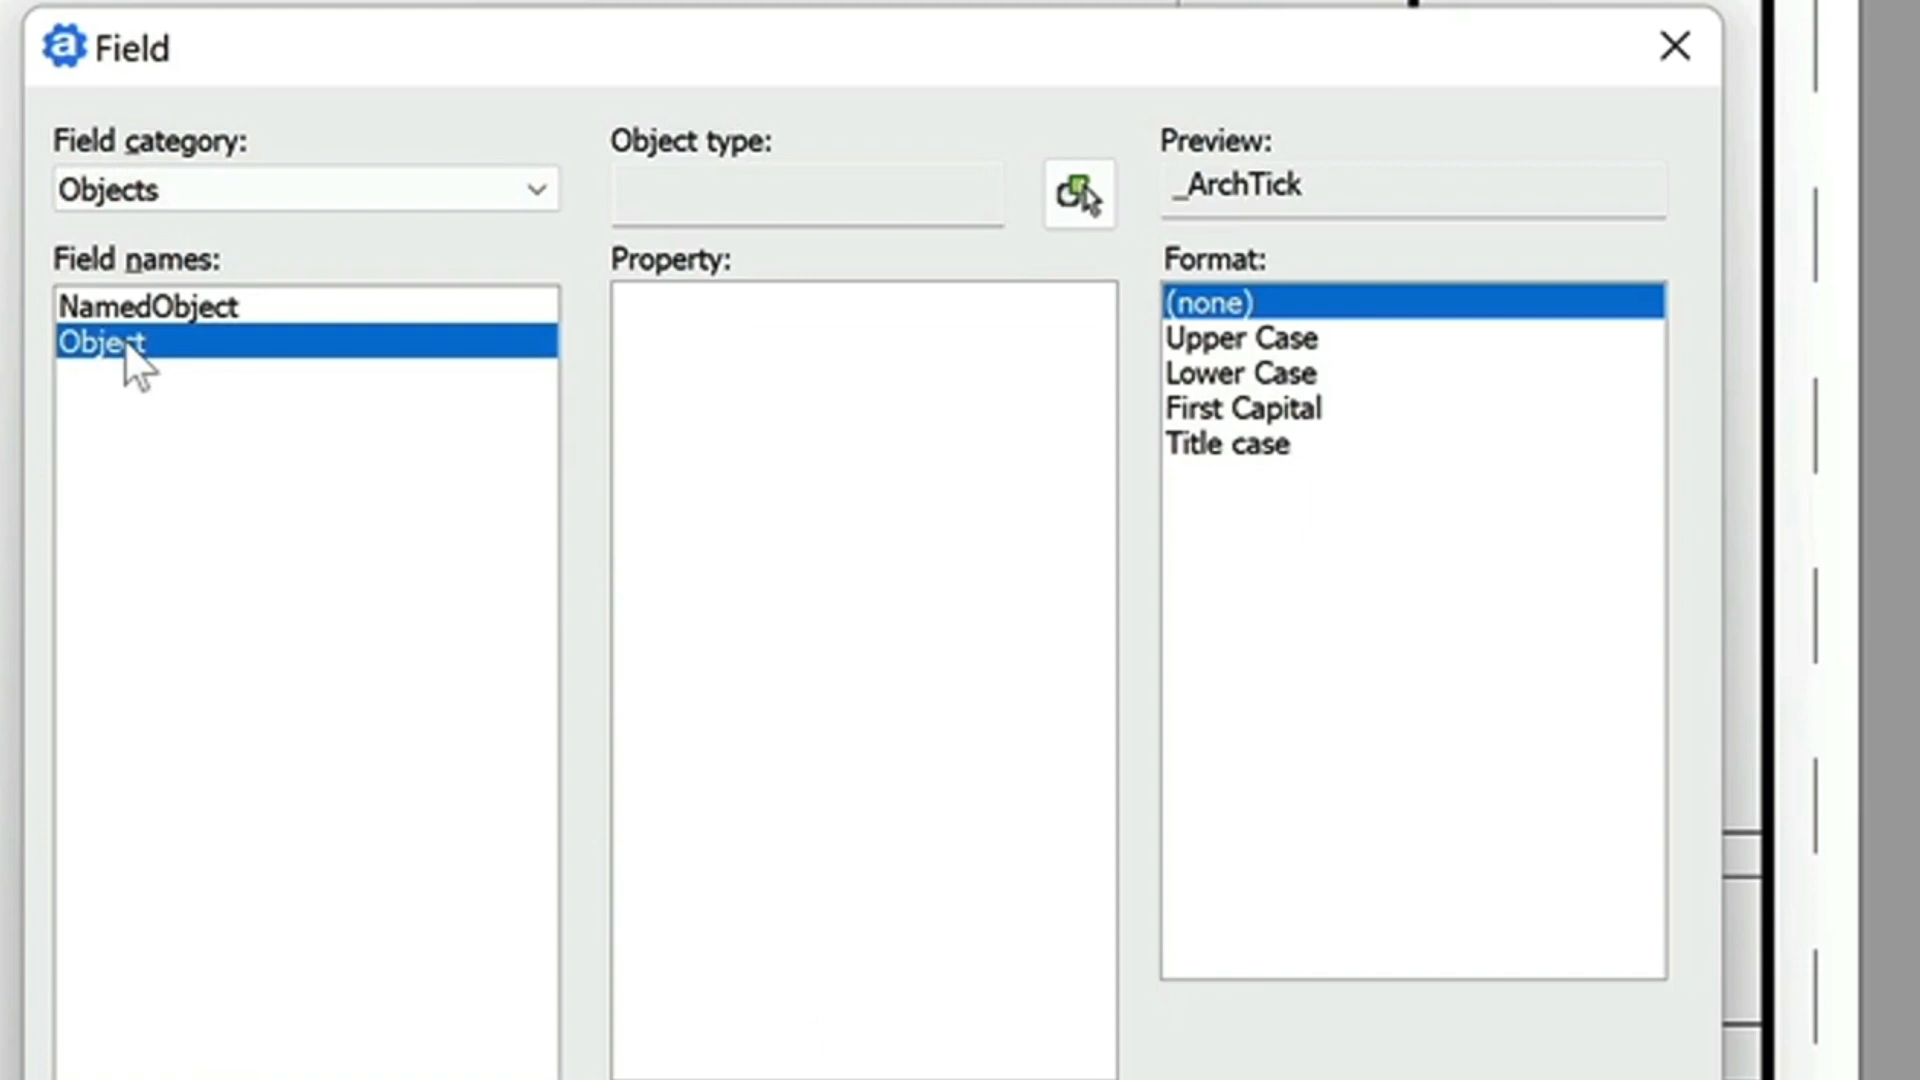 Field
Field category:
Objects
Field names:
NamedObject
Object
Object type:
Property:
Preview:
_ArchTick
Format:
(none)
Upper Case
Lower Case
First Capital
Title case